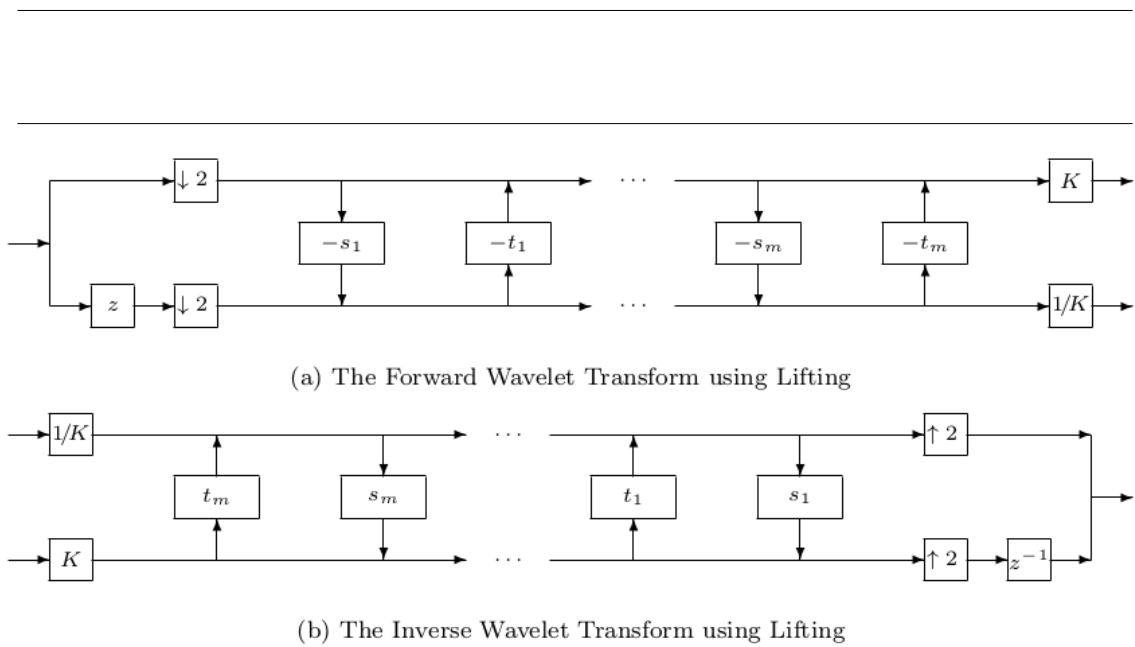 ↓ 2 · · · K
−s₁ −t₁ −sₘ −tₘ
z ↓ 2 · · · 1/K
(a) The Forward Wavelet Transform using Lifting
1/K · · · ↑ 2
tₘ sₘ t₁ s₁
K · · · ↑ 2 z⁻¹
(b) The Inverse Wavelet Transform using Lifting